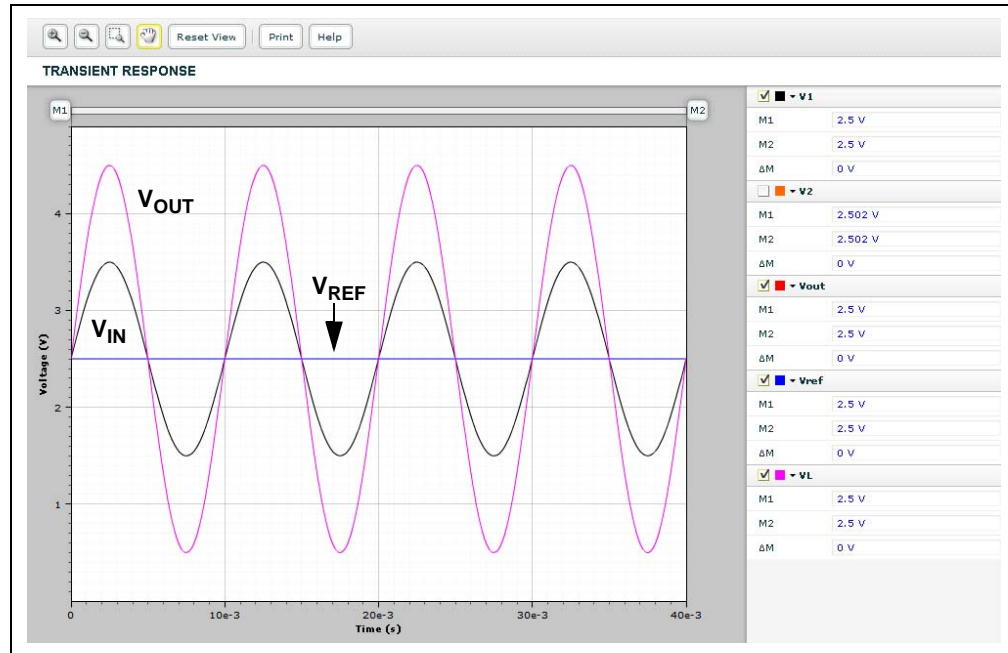 Reset View Print Help
TRANSIENT RESPONSE
M1 M2
VOUT
VREF
VIN
Voltage (V)
4
3
2
1
0 10e-3 20e-3 30e-3 40e-3
Time (s)
V1
M1 2.5 V
M2 2.5 V
ΔM 0 V
V2
M1 2.502 V
M2 2.502 V
ΔM 0 V
Vout
M1 2.5 V
M2 2.5 V
ΔM 0 V
Vref
M1 2.5 V
M2 2.5 V
ΔM 0 V
VL
M1 2.5 V
M2 2.5 V
ΔM 0 V